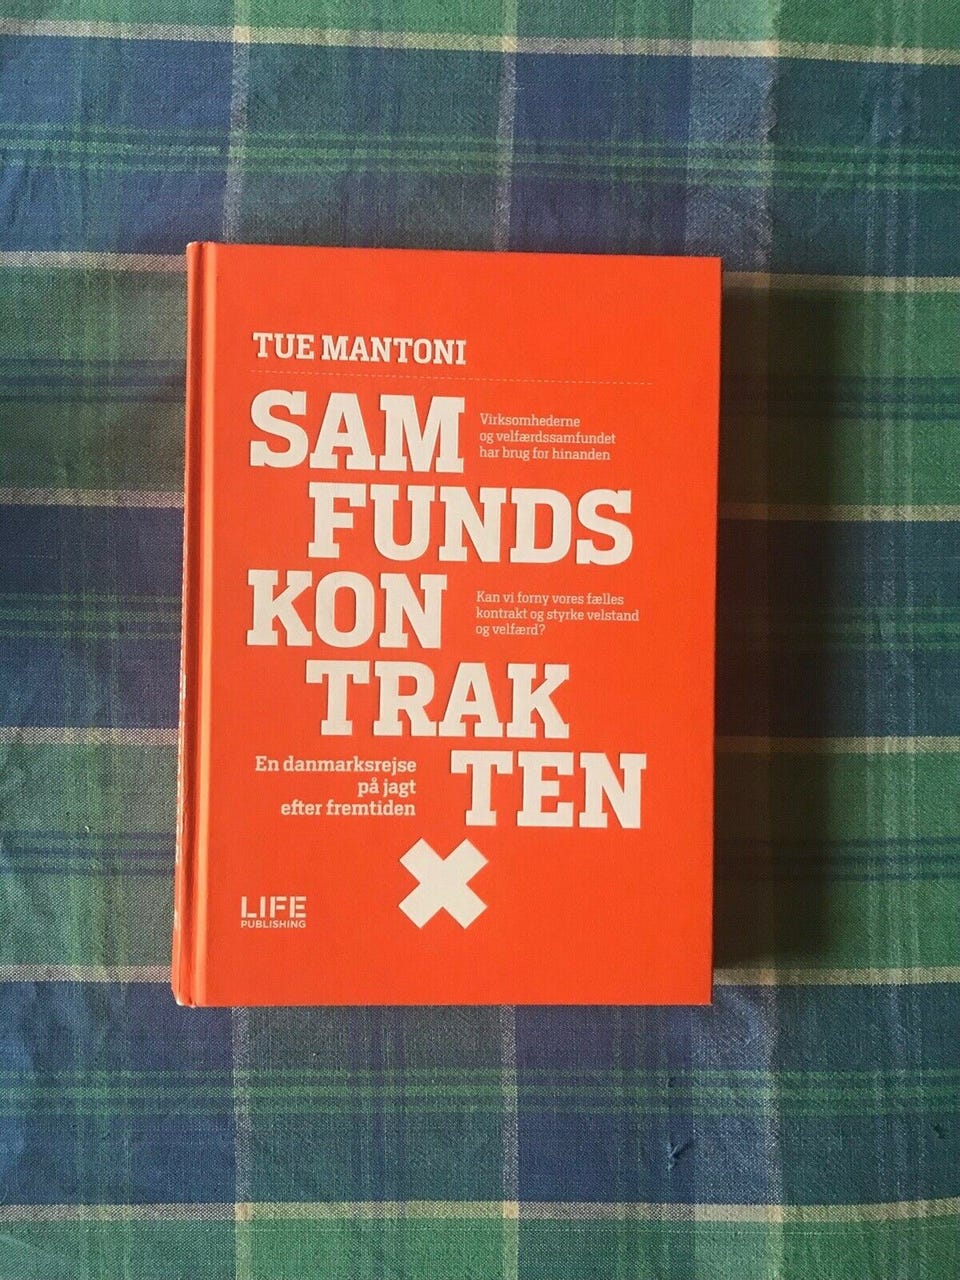 TUE MANTONI
SAM
FUNDS
KON
TRAK
TEN
Virksomhederne
og velfærdssamfundet
har brug for hinanden
Kan vi forny vores fælles
kontrakt og styrke velstand
og velfærd?
En danmarksrejse
på jagt
efter fremtiden
LIFE
PUBLISHING